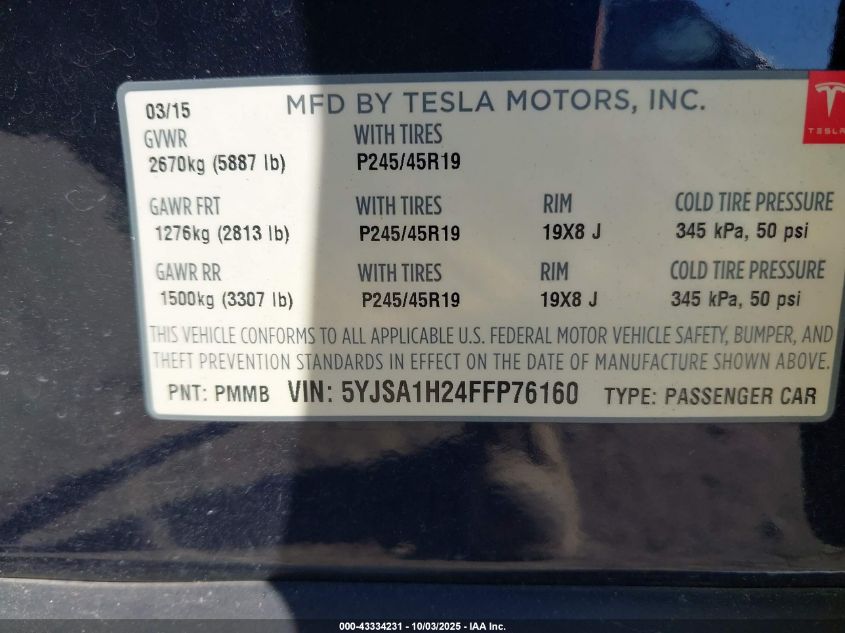 03/15 MFD BY TESLA MOTORS, INC.
TESLA
GVWR WITH TIRES
2670kg (5887 lb) P245/45R19
GAWR FRT WITH TIRES RIM COLD TIRE PRESSURE
1276kg (2813 lb) P245/45R19 19X8 J 345 kPa, 50 psi
GAWR RR WITH TIRES RIM COLD TIRE PRESSURE
1500kg (3307 lb) P245/45R19 19X8 J 345 kPa, 50 psi
THIS VEHICLE CONFORMS TO ALL APPLICABLE U.S. FEDERAL MOTOR VEHICLE SAFETY, BUMPER, AND
THEFT PREVENTION STANDARDS IN EFFECT ON THE DATE OF MANUFACTURE SHOWN ABOVE.
PNT: PMMB VIN: 5YJSA1H24FFP76160 TYPE: PASSENGER CAR
000-43334231 - 10/03/2025 - IAA Inc.